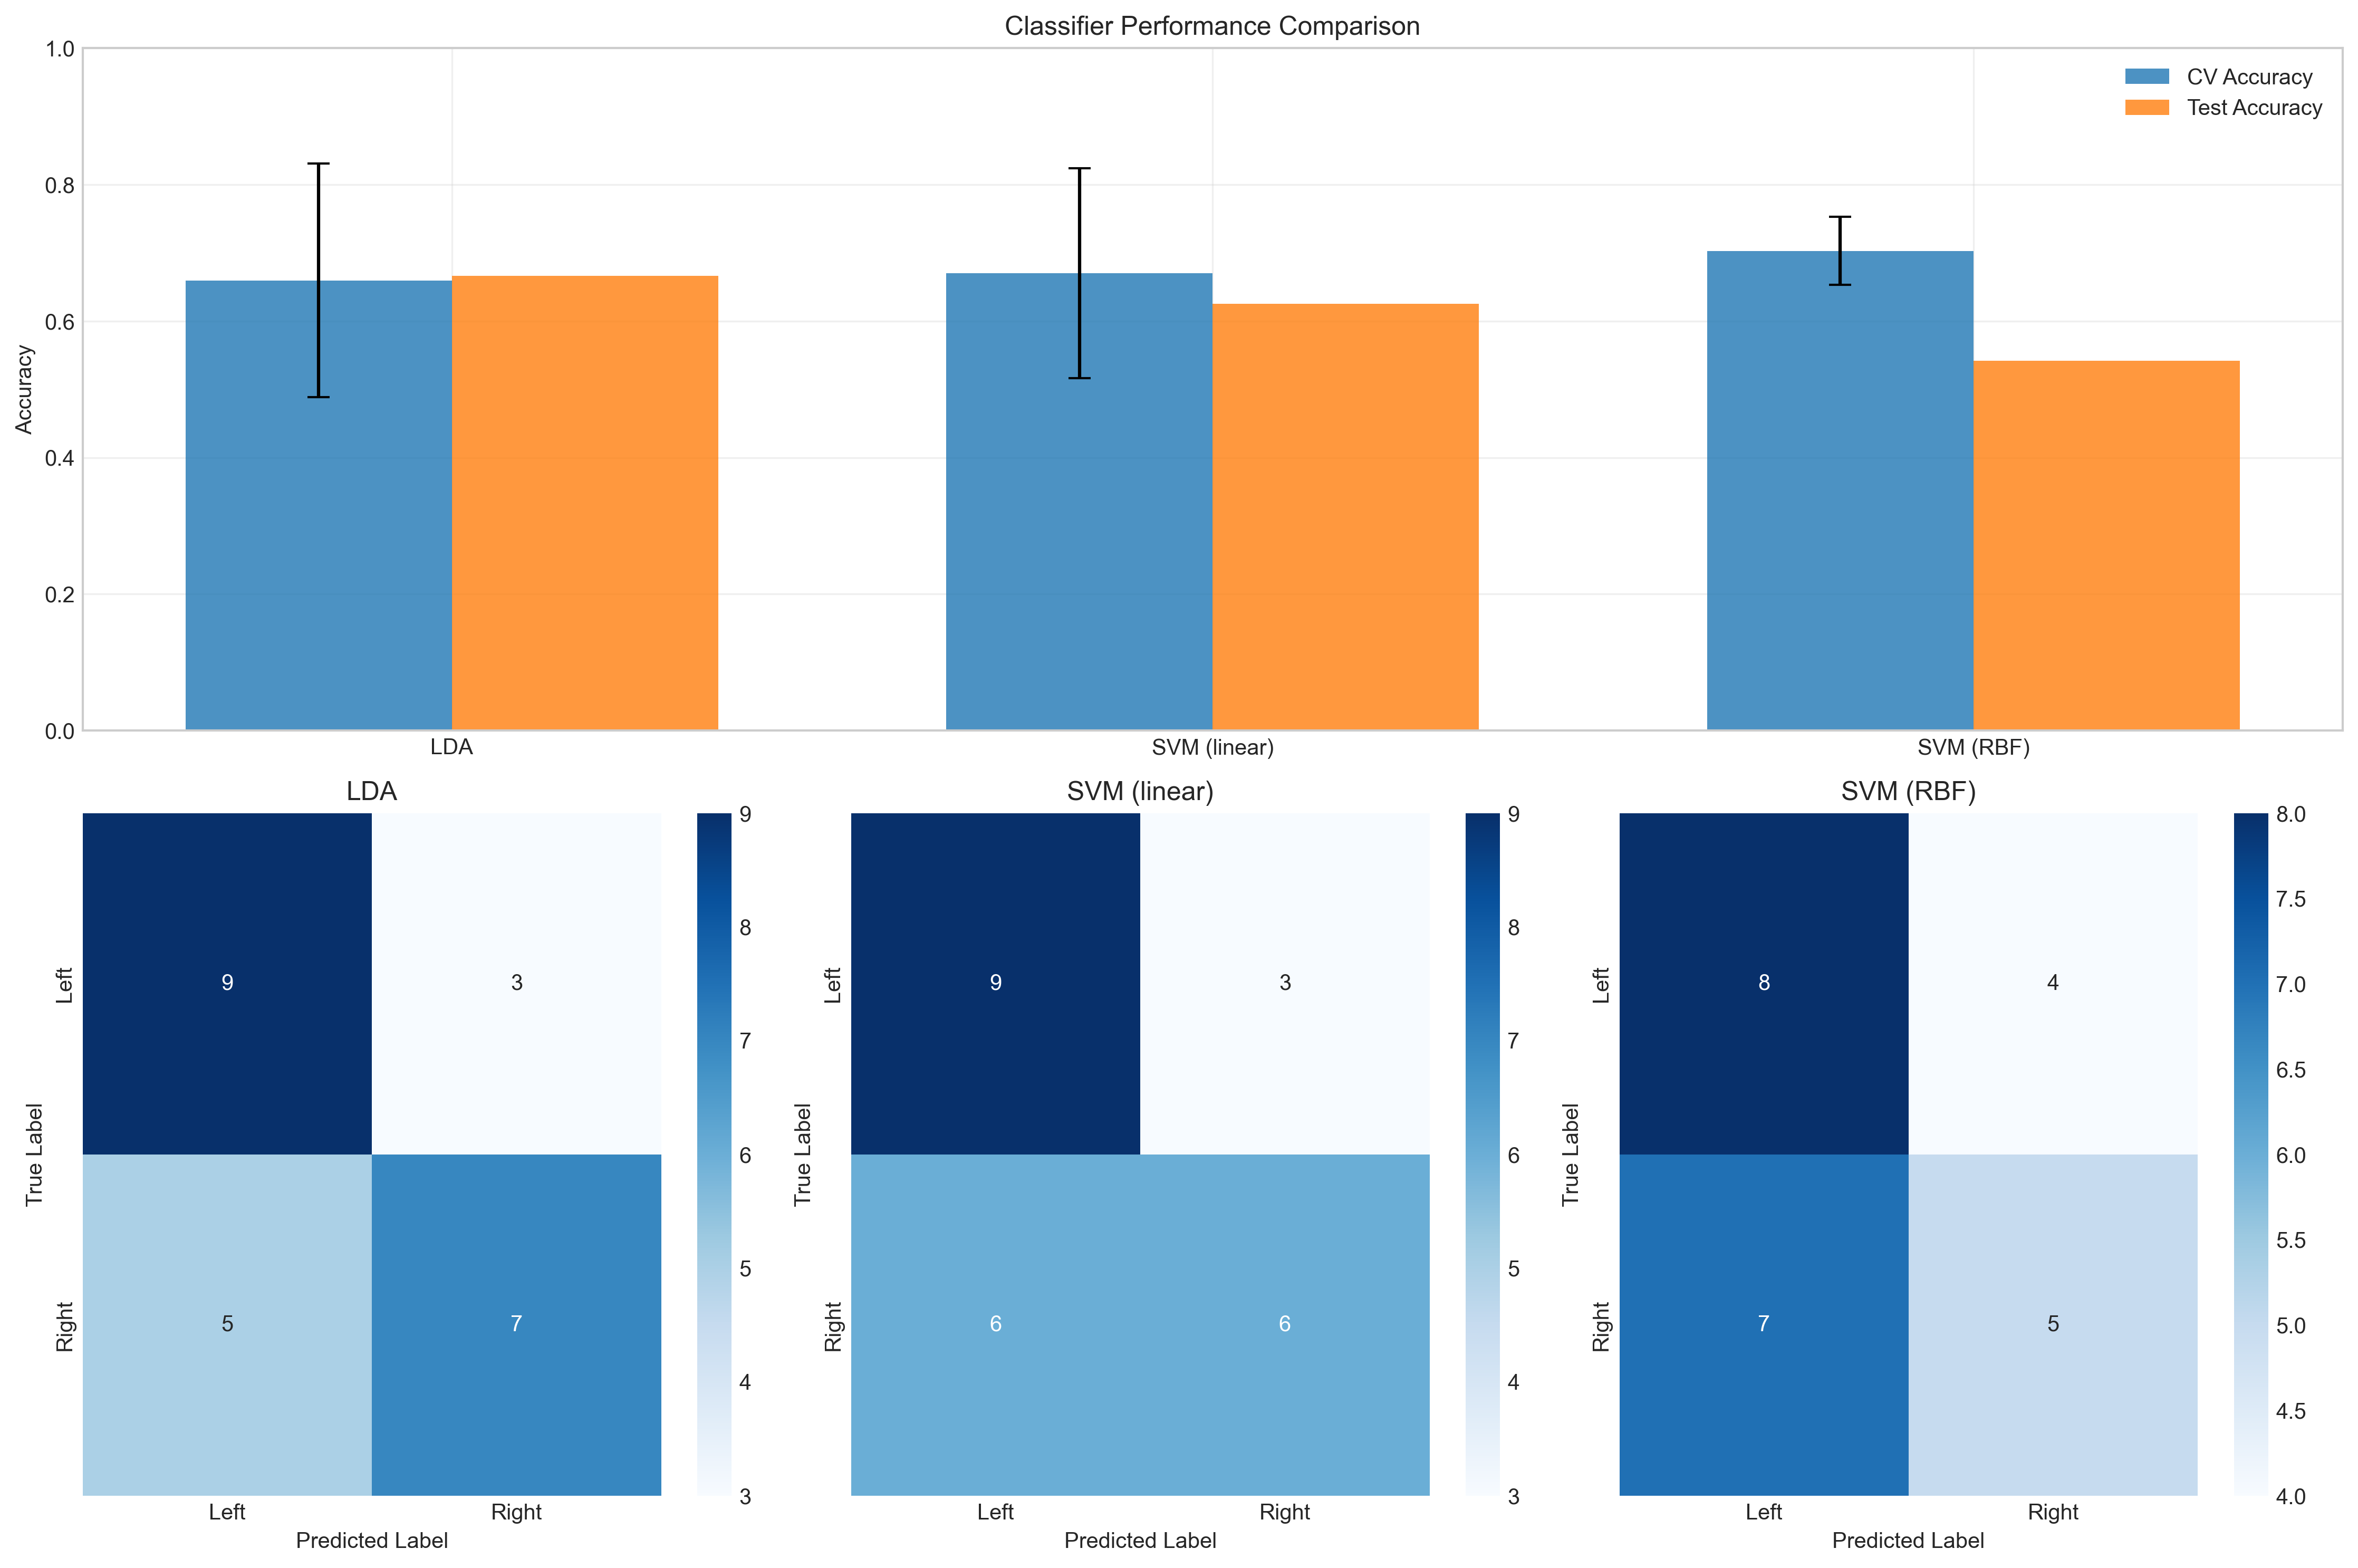 Classifier Performance Comparison
1.0
0.8
0.6
0.4
0.2
0.0
Accuracy
CV Accuracy
Test Accuracy
LDA
SVM (linear)
SVM (RBF)
LDA
True Label
Left
Right
9
3
5
7
Left
Right
Predicted Label
9
8
7
6
5
4
3
SVM (linear)
True Label
Left
Right
9
3
6
6
Left
Right
Predicted Label
9
8
7
6
5
4
3
SVM (RBF)
True Label
Left
Right
8
4
7
5
Left
Right
Predicted Label
8.0
7.5
7.0
6.5
6.0
5.5
5.0
4.5
4.0